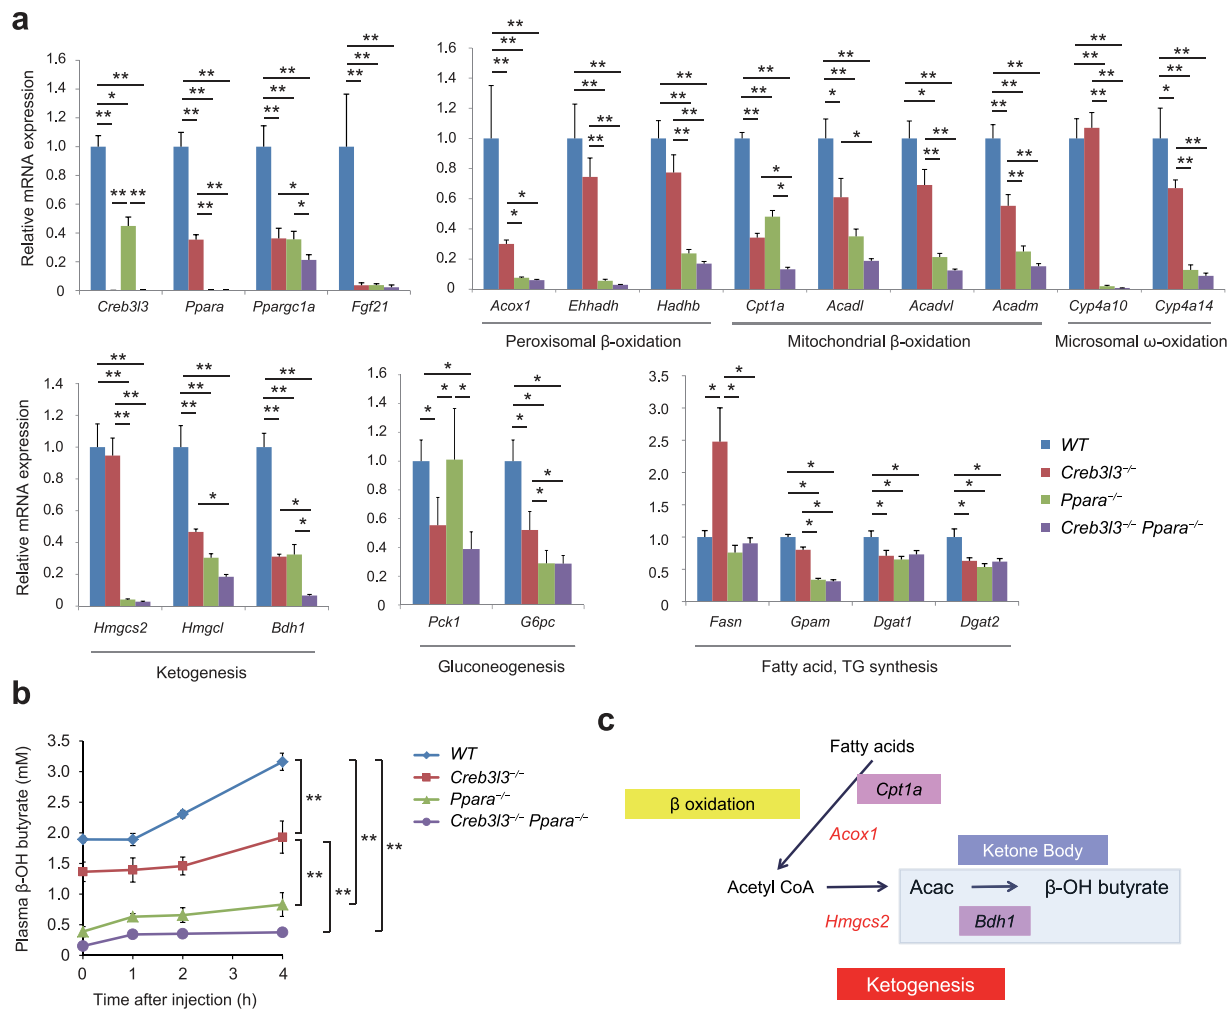 a
Relative mRNA expression
1.6
1.4
1.2
1.0
0.8
0.6
0.4
0.2
0
** * **
** **
** ** **
** ** **
** ** **
** **
* *
** ** **
Creb3l3 Ppara Ppargc1a Fgf21
1.6
1.4
1.2
1.0
0.8
0.6
0.4
0.2
0
** ** **
* *
** **
** **
** **
** **
** ** **
* *
** ** *
*
** *
** **
** ** **
** **
** **
** **
** ** *
** **
Acox1 Ehhadh Hadhb Cpt1a Acadl Acadvl Acadm Cyp4a10 Cyp4a14
Peroxisomal β-oxidation Mitochondrial β-oxidation Microsomal ω-oxidation
Relative mRNA expression
1.4
1.2
1.0
0.8
0.6
0.4
0.2
0
** **
** **
** ** **
*
** ** **
* *
Hmgcs2 Hmgcl Bdh1
Ketogenesis
1.6
1.4
1.2
1.0
0.8
0.6
0.4
0.2
0
* * * *
* * *
* *
Pck1 G6pc
Gluconeogenesis
3.5
3.0
2.5
2.0
1.5
1.0
0.5
0
* * *
* *
* *
* * *
* * *
Fasn Gpam Dgat1 Dgat2
Fatty acid, TG synthesis
WT
Creb3l3–/–
Ppara–/–
Creb3l3–/– Ppara–/–
b
Plasma β-OH butyrate (mM)
3.5
3.0
2.5
2.0
1.5
1.0
0.5
0
0 1 2 3 4
Time after injection (h)
** ** ** ** **
WT
Creb3l3–/–
Ppara–/–
Creb3l3–/– Ppara–/–
c
Fatty acids
Cpt1a
β oxidation
Acox1
Ketone Body
Acetyl CoA Acac β-OH butyrate
Hmgcs2 Bdh1
Ketogenesis